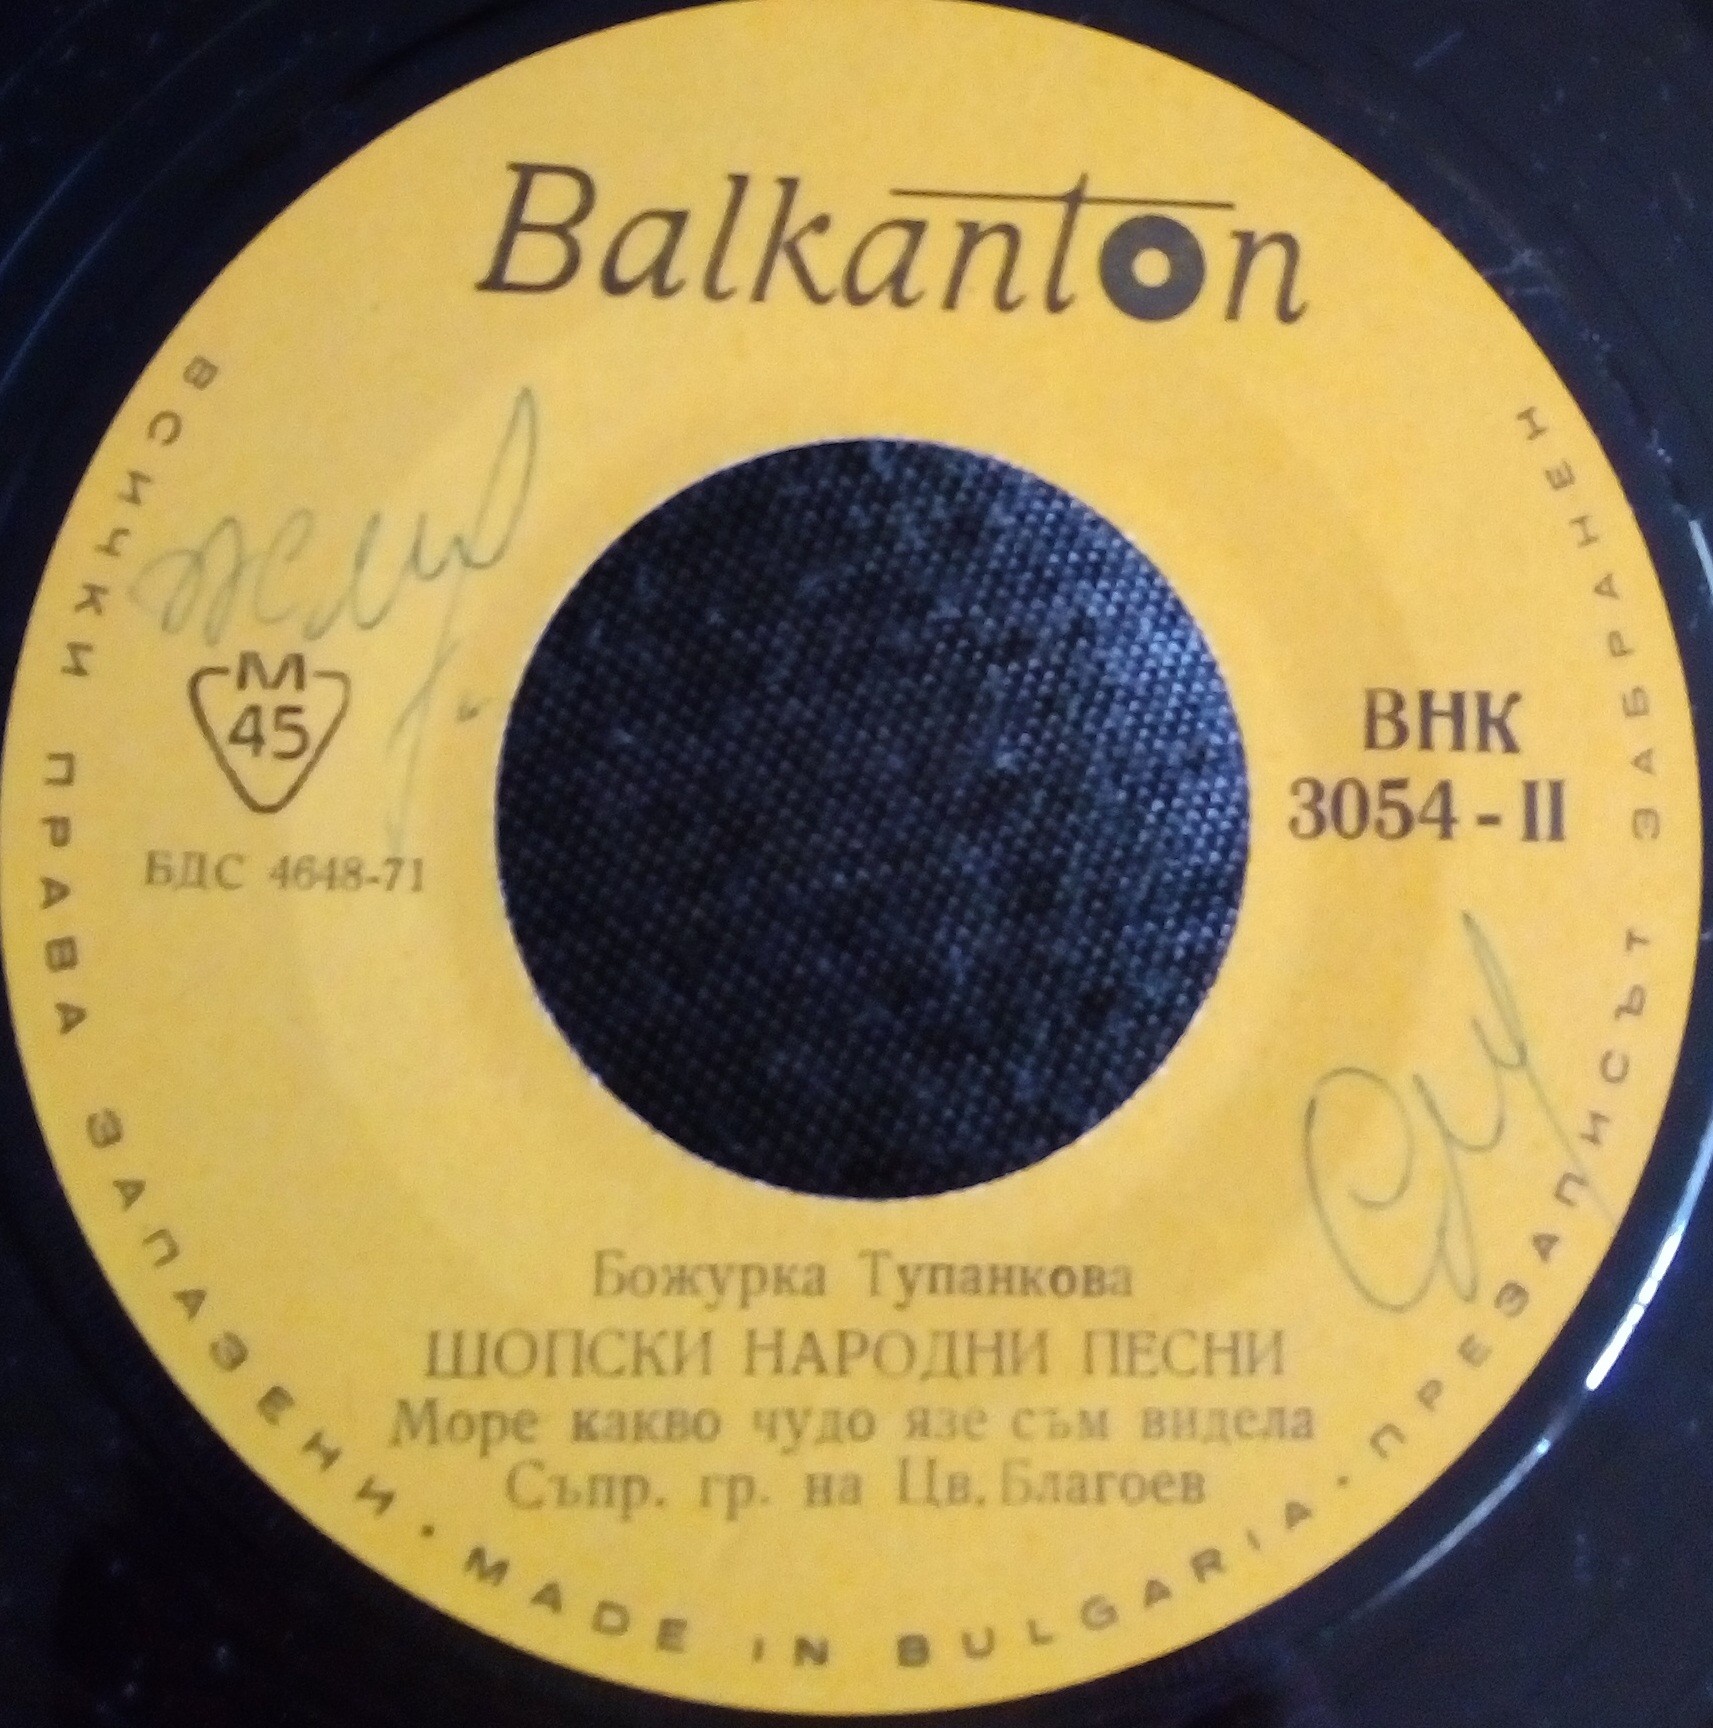 Balkanton
M
45
БДС 4648-71
ВНК
3054-II
Божурка Тупанкова
ШОПСКИ НАРОДНИ ПЕСНИ
Море какво чудо язе съм видела
Съпр. гр. на Цв. Благоев
ВСИЧКИ ПРАВА ЗАПАЗЕНИ · MADE IN BULGARIA · ПРЕЗАПИСЪТ ЗАБРАНЕН